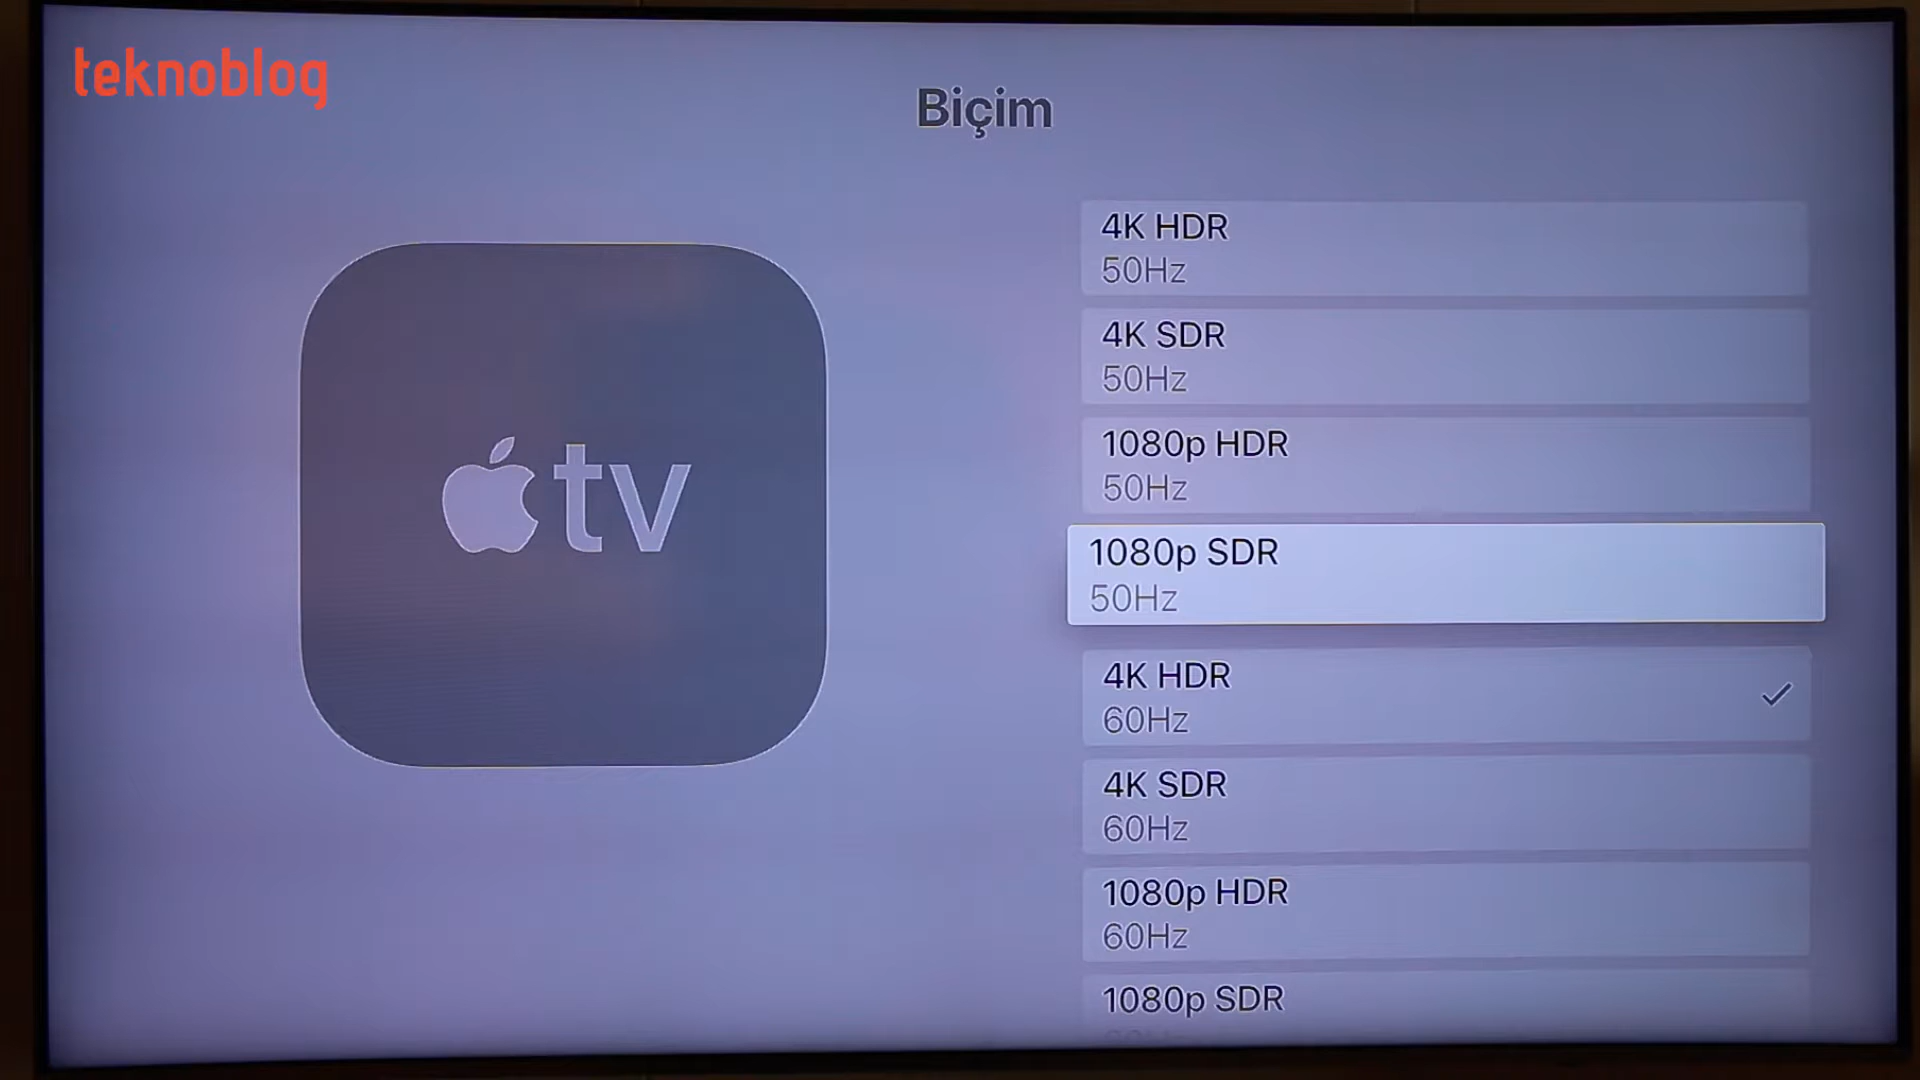 teknoblog
Biçim
tv
4K HDR
50Hz
4K SDR
50Hz
1080p HDR
50Hz
1080p SDR
50Hz
4K HDR
60Hz
4K SDR
60Hz
1080p HDR
60Hz
1080p SDR